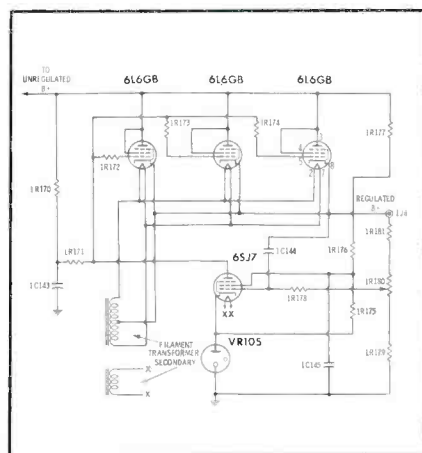 TO
UNREGULATED
B+
6L6GB
6L6GB
6L6GB
1R173
1R174
1R177
1R172
1R170
REGULATED
B+
1J4
1R181
1R171
6SJ7
1C144
1R176
1R180
1C143
XX
1R178
1R175
VR105
FILAMENT
TRANSFORMER
SECONDARY
1C145
X
X